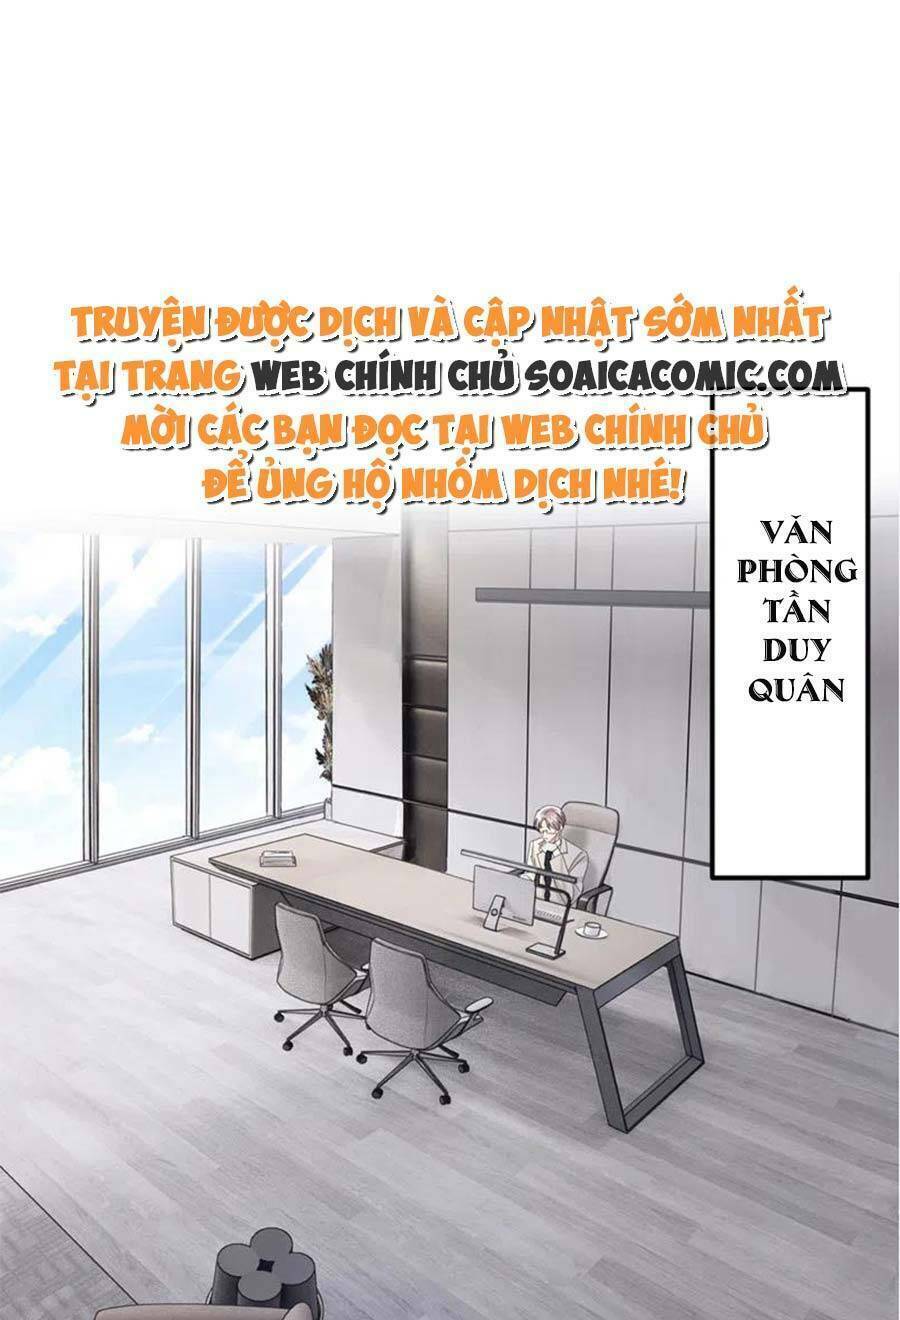 TRUYỆN ĐƯỢC DỊCH VÀ CẬP NHẬT SỚM NHẤT
TẠI TRANG WEB CHÍNH CHỦ SOAICACOMIC.COM
MỜI CÁC BẠN ĐỌC TẠI WEB CHÍNH CHỦ
ĐỂ ỦNG HỘ NHÓM DỊCH NHÉ!
VĂN
PHÒNG
TẦN
DUY
QUÂN